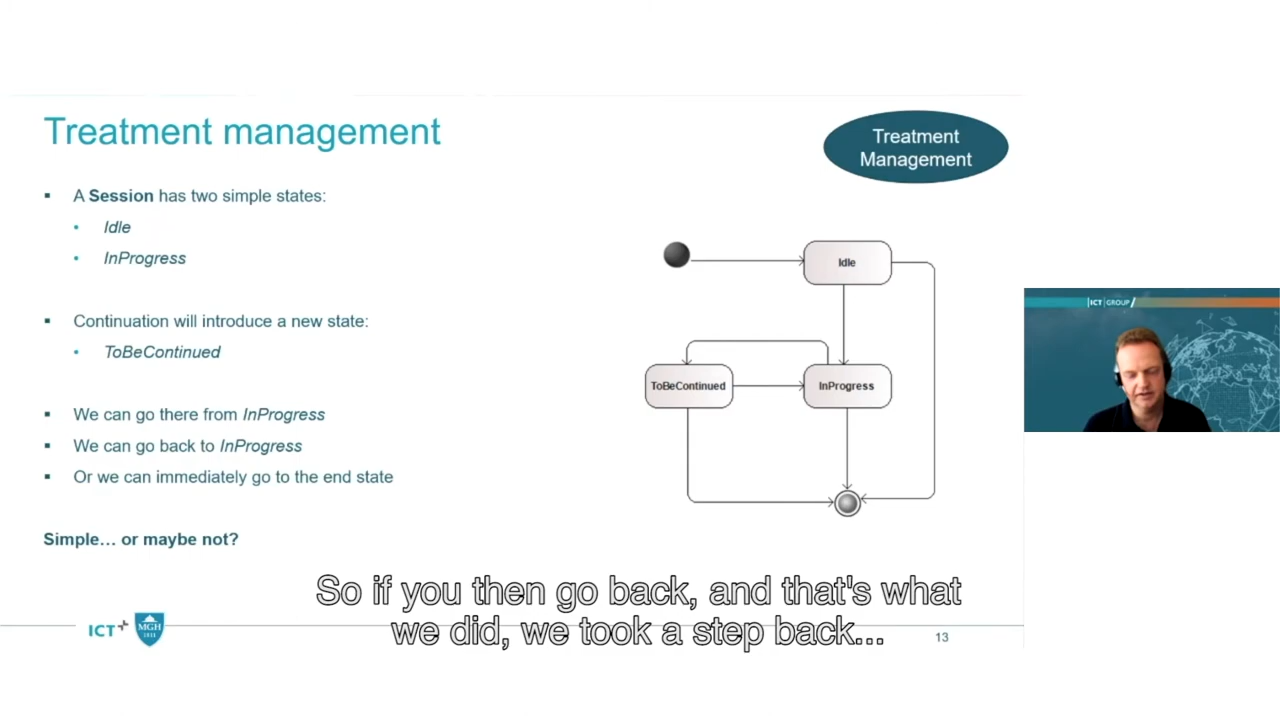 Treatment management
Treatment
Management
▪ A Session has two simple states:
• Idle
• InProgress
▪ Continuation will introduce a new state:
• ToBeContinued
▪ We can go there from InProgress
▪ We can go back to InProgress
▪ Or we can immediately go to the end state
Simple… or maybe not?
Idle
ToBeContinued
InProgress
|ICT|GROUP/
So if you then go back, and that's what
we did, we took a step back...
ICT+
MGH
1811
13